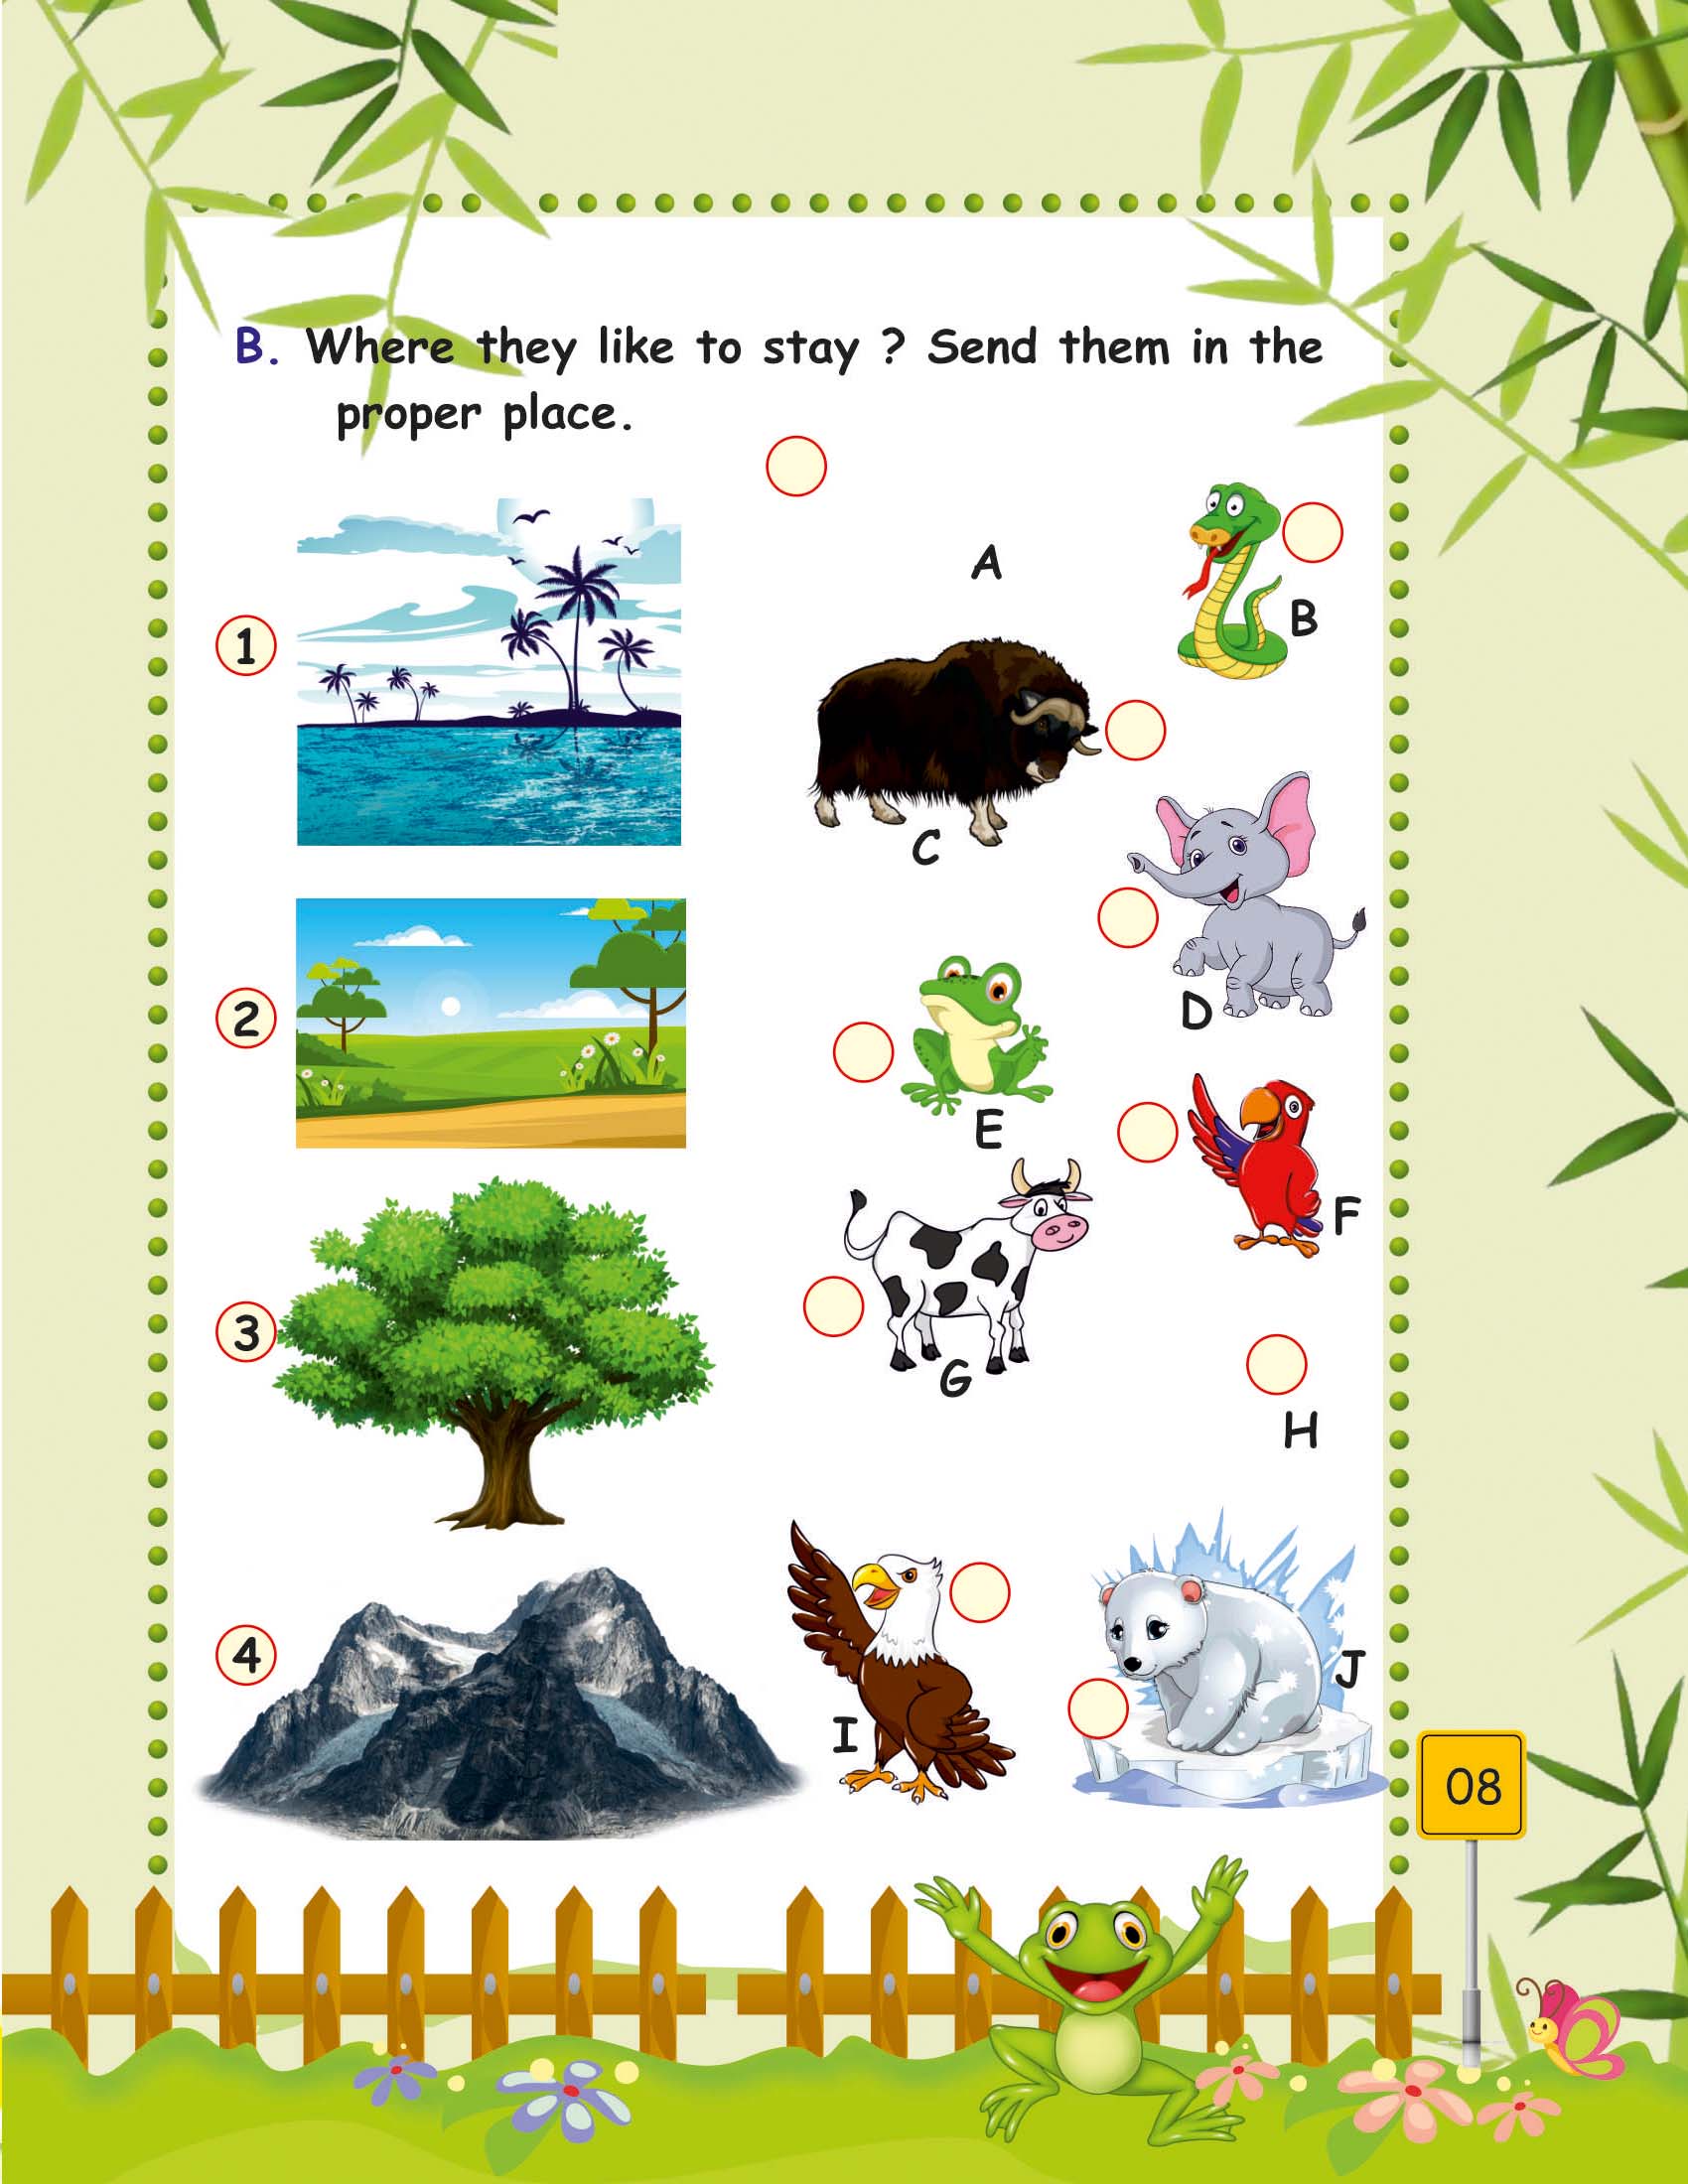 B. Where they like to stay ? Send them in the
proper place.
A
B
1
C
D
2
E
F
3
G
H
4
I
J
08